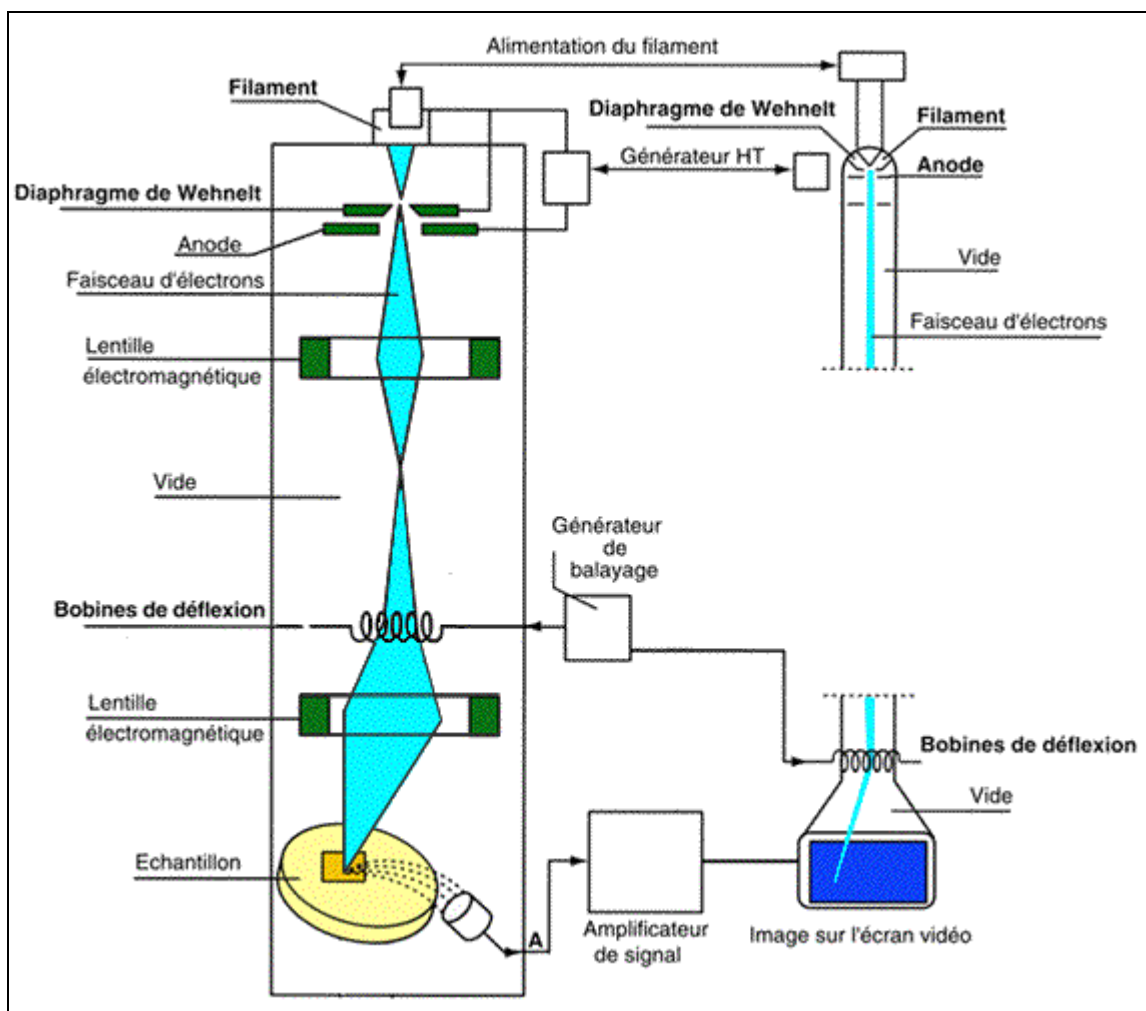 Alimentation du filament
Filament
Diaphragme de Wehnelt
Filament
Générateur HT
Anode
Diaphragme de Wehnelt
Anode
Vide
Faisceau d'électrons
Faisceau d'électrons
Lentille
électromagnétique
Vide
Générateur
de
balayage
Bobines de déflexion
Lentille
électromagnétique
Bobines de déflexion
Vide
Echantillon
A
Amplificateur
de signal
Image sur l'écran vidéo